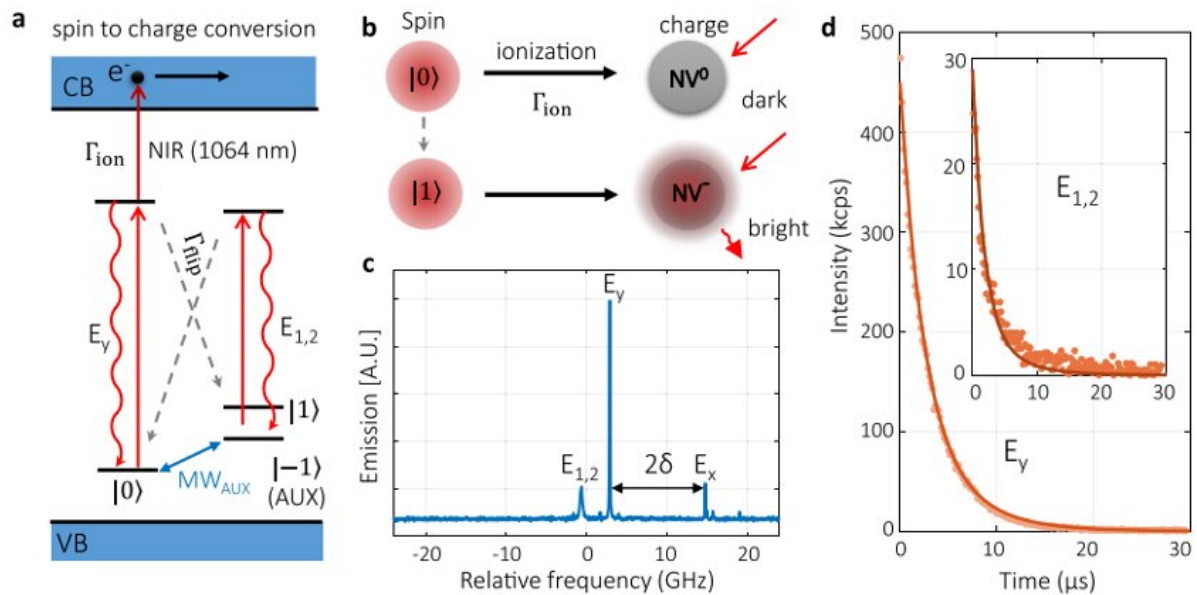 a
spin to charge conversion
CB
e-
Γion
NIR (1064 nm)
Γflip
Ey
E1,2
|1⟩
|0⟩
MWAUX
|−1⟩
(AUX)
VB
b
Spin
ionization
charge
|0⟩
Γion
NV0
dark
|1⟩
NV-
bright
c
Emission [A.U.]
E1,2
Ey
2δ
Ex
-20
-10
0
10
20
Relative frequency (GHz)
d
Intensity (kcps)
500
400
300
200
100
0
0
10
20
30
Time (μs)
Ey
30
20
10
0
0
10
20
30
E1,2